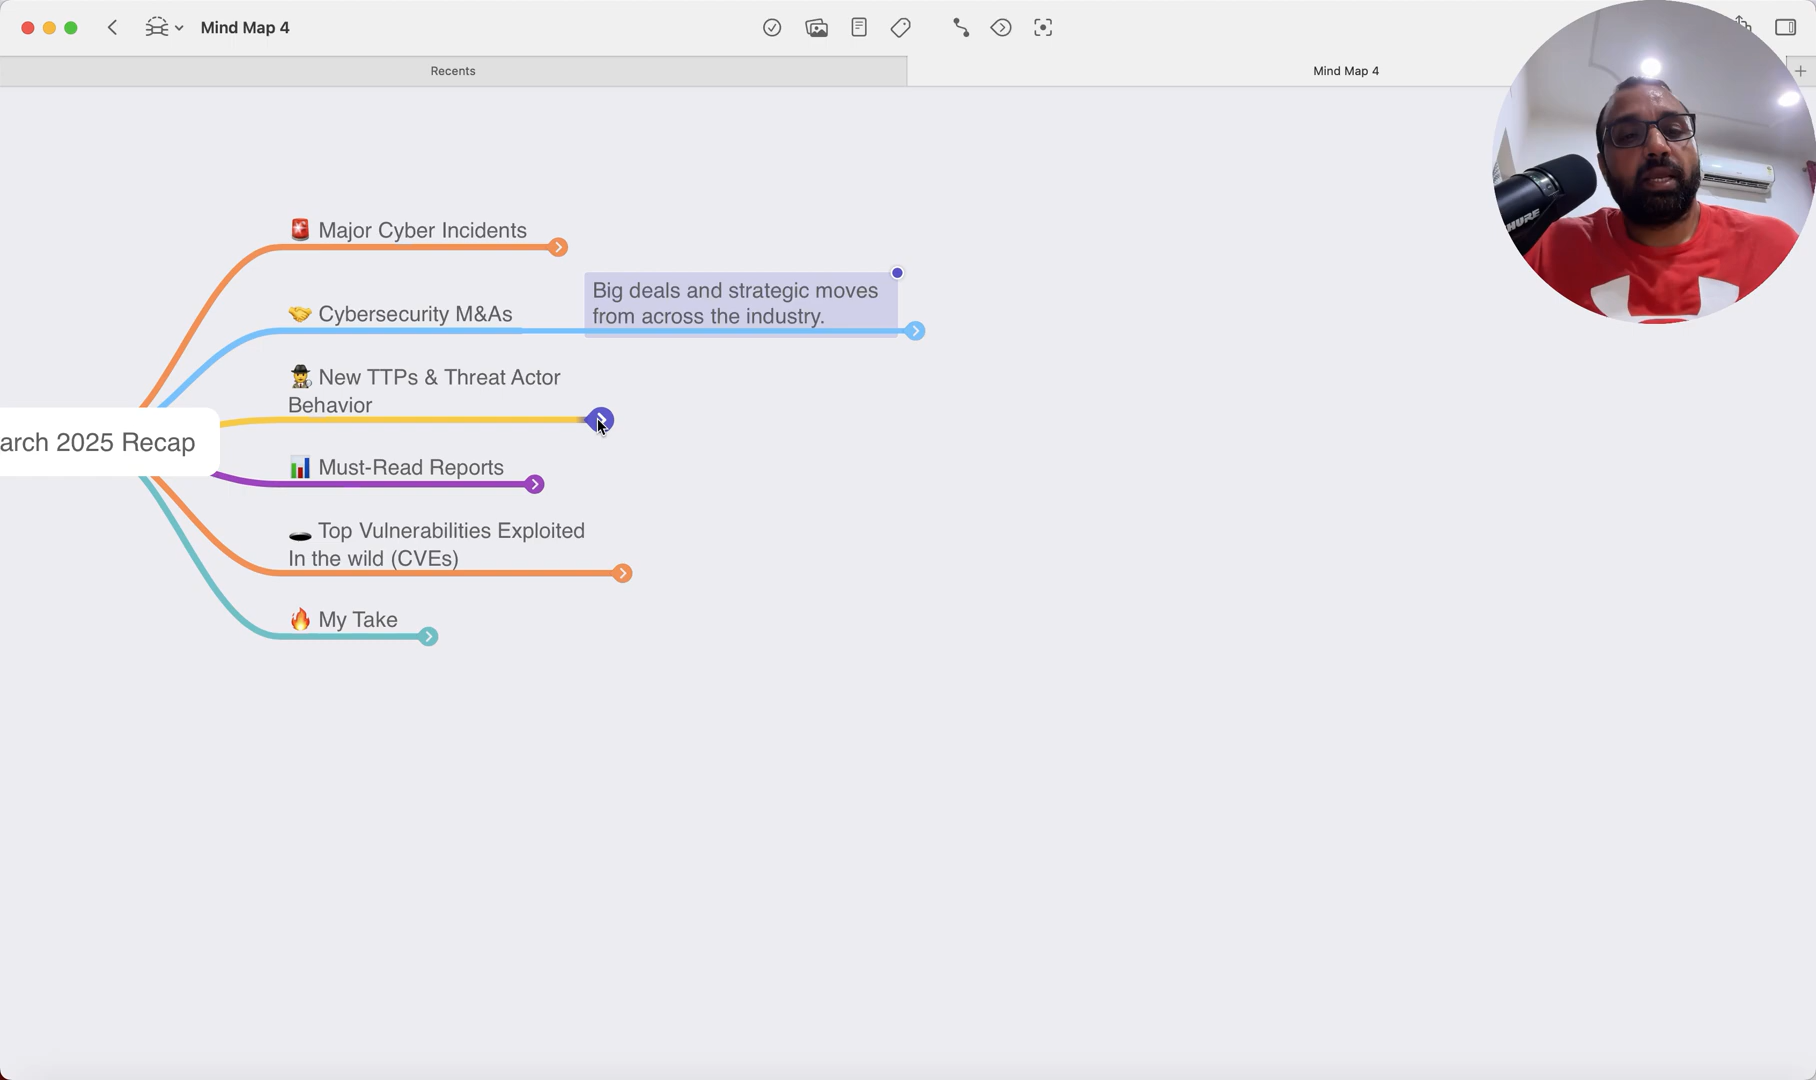 Mind Map 4
Recents
Mind Map 4
Major Cyber Incidents
Cybersecurity M&As
Big deals and strategic moves
from across the industry.
New TTPs & Threat Actor
Behavior
arch 2025 Recap
Must-Read Reports
Top Vulnerabilities Exploited
In the wild (CVEs)
My Take
SHURE